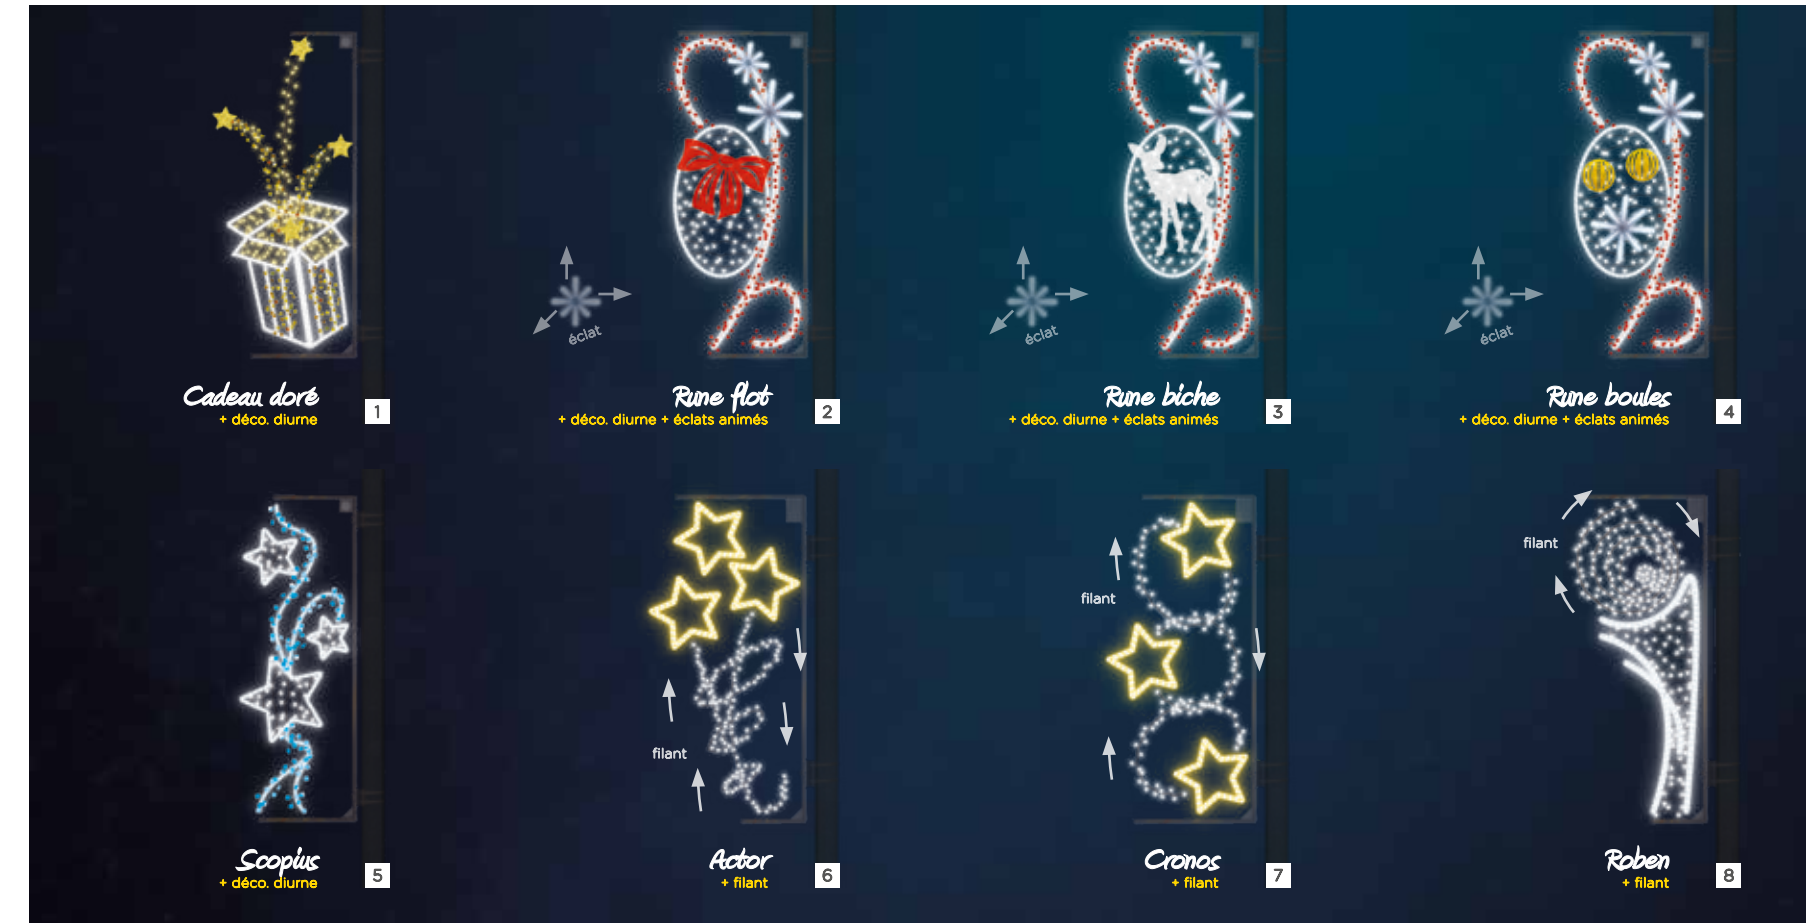 éclat
éclat
éclat
Cadeau doré
+ déco. diurne
1
Rune flot
+ déco. diurne + éclats animés
2
Rune biche
+ déco. diurne + éclats animés
3
Rune boules
+ déco. diurne + éclats animés
4
filant
filant
filant
Scopius
+ déco. diurne
5
Actor
+ filant
6
Cronos
+ filant
7
Roben
+ filant
8